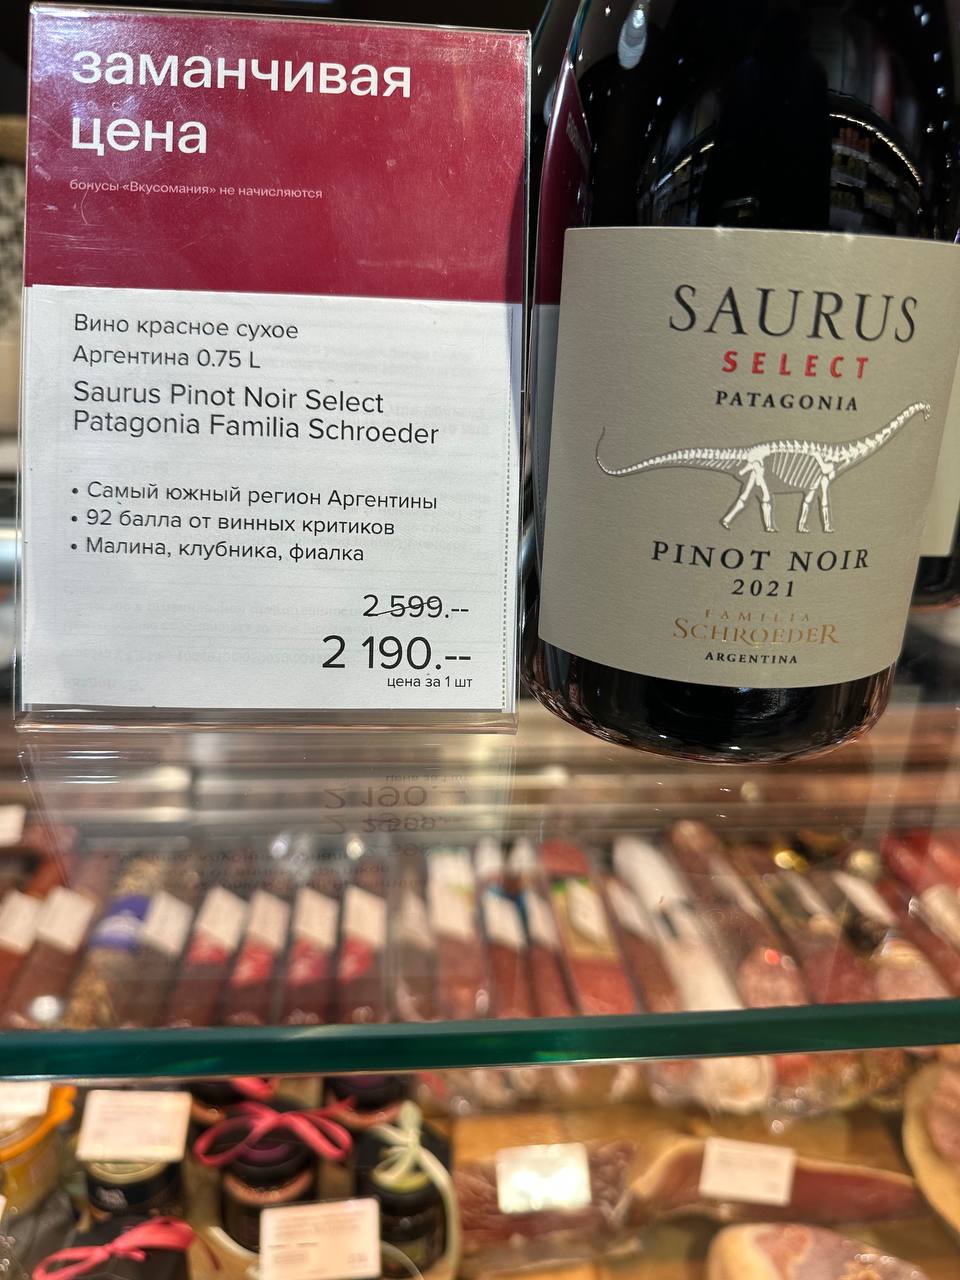 заманчивая
цена
бонусы «Вкусомания» не начисляются
Вино красное сухое
Аргентина 0.75 L
Saurus Pinot Noir Select
Patagonia Familia Schroeder
• Самый южный регион Аргентины
• 92 балла от винных критиков
• Малина, клубника, фиалка
2 599.--
2 190.--
цена за 1 шт
SAURUS
SELECT
PATAGONIA
PINOT NOIR
2021
FAMILIA
SCHROEDER
ARGENTINA